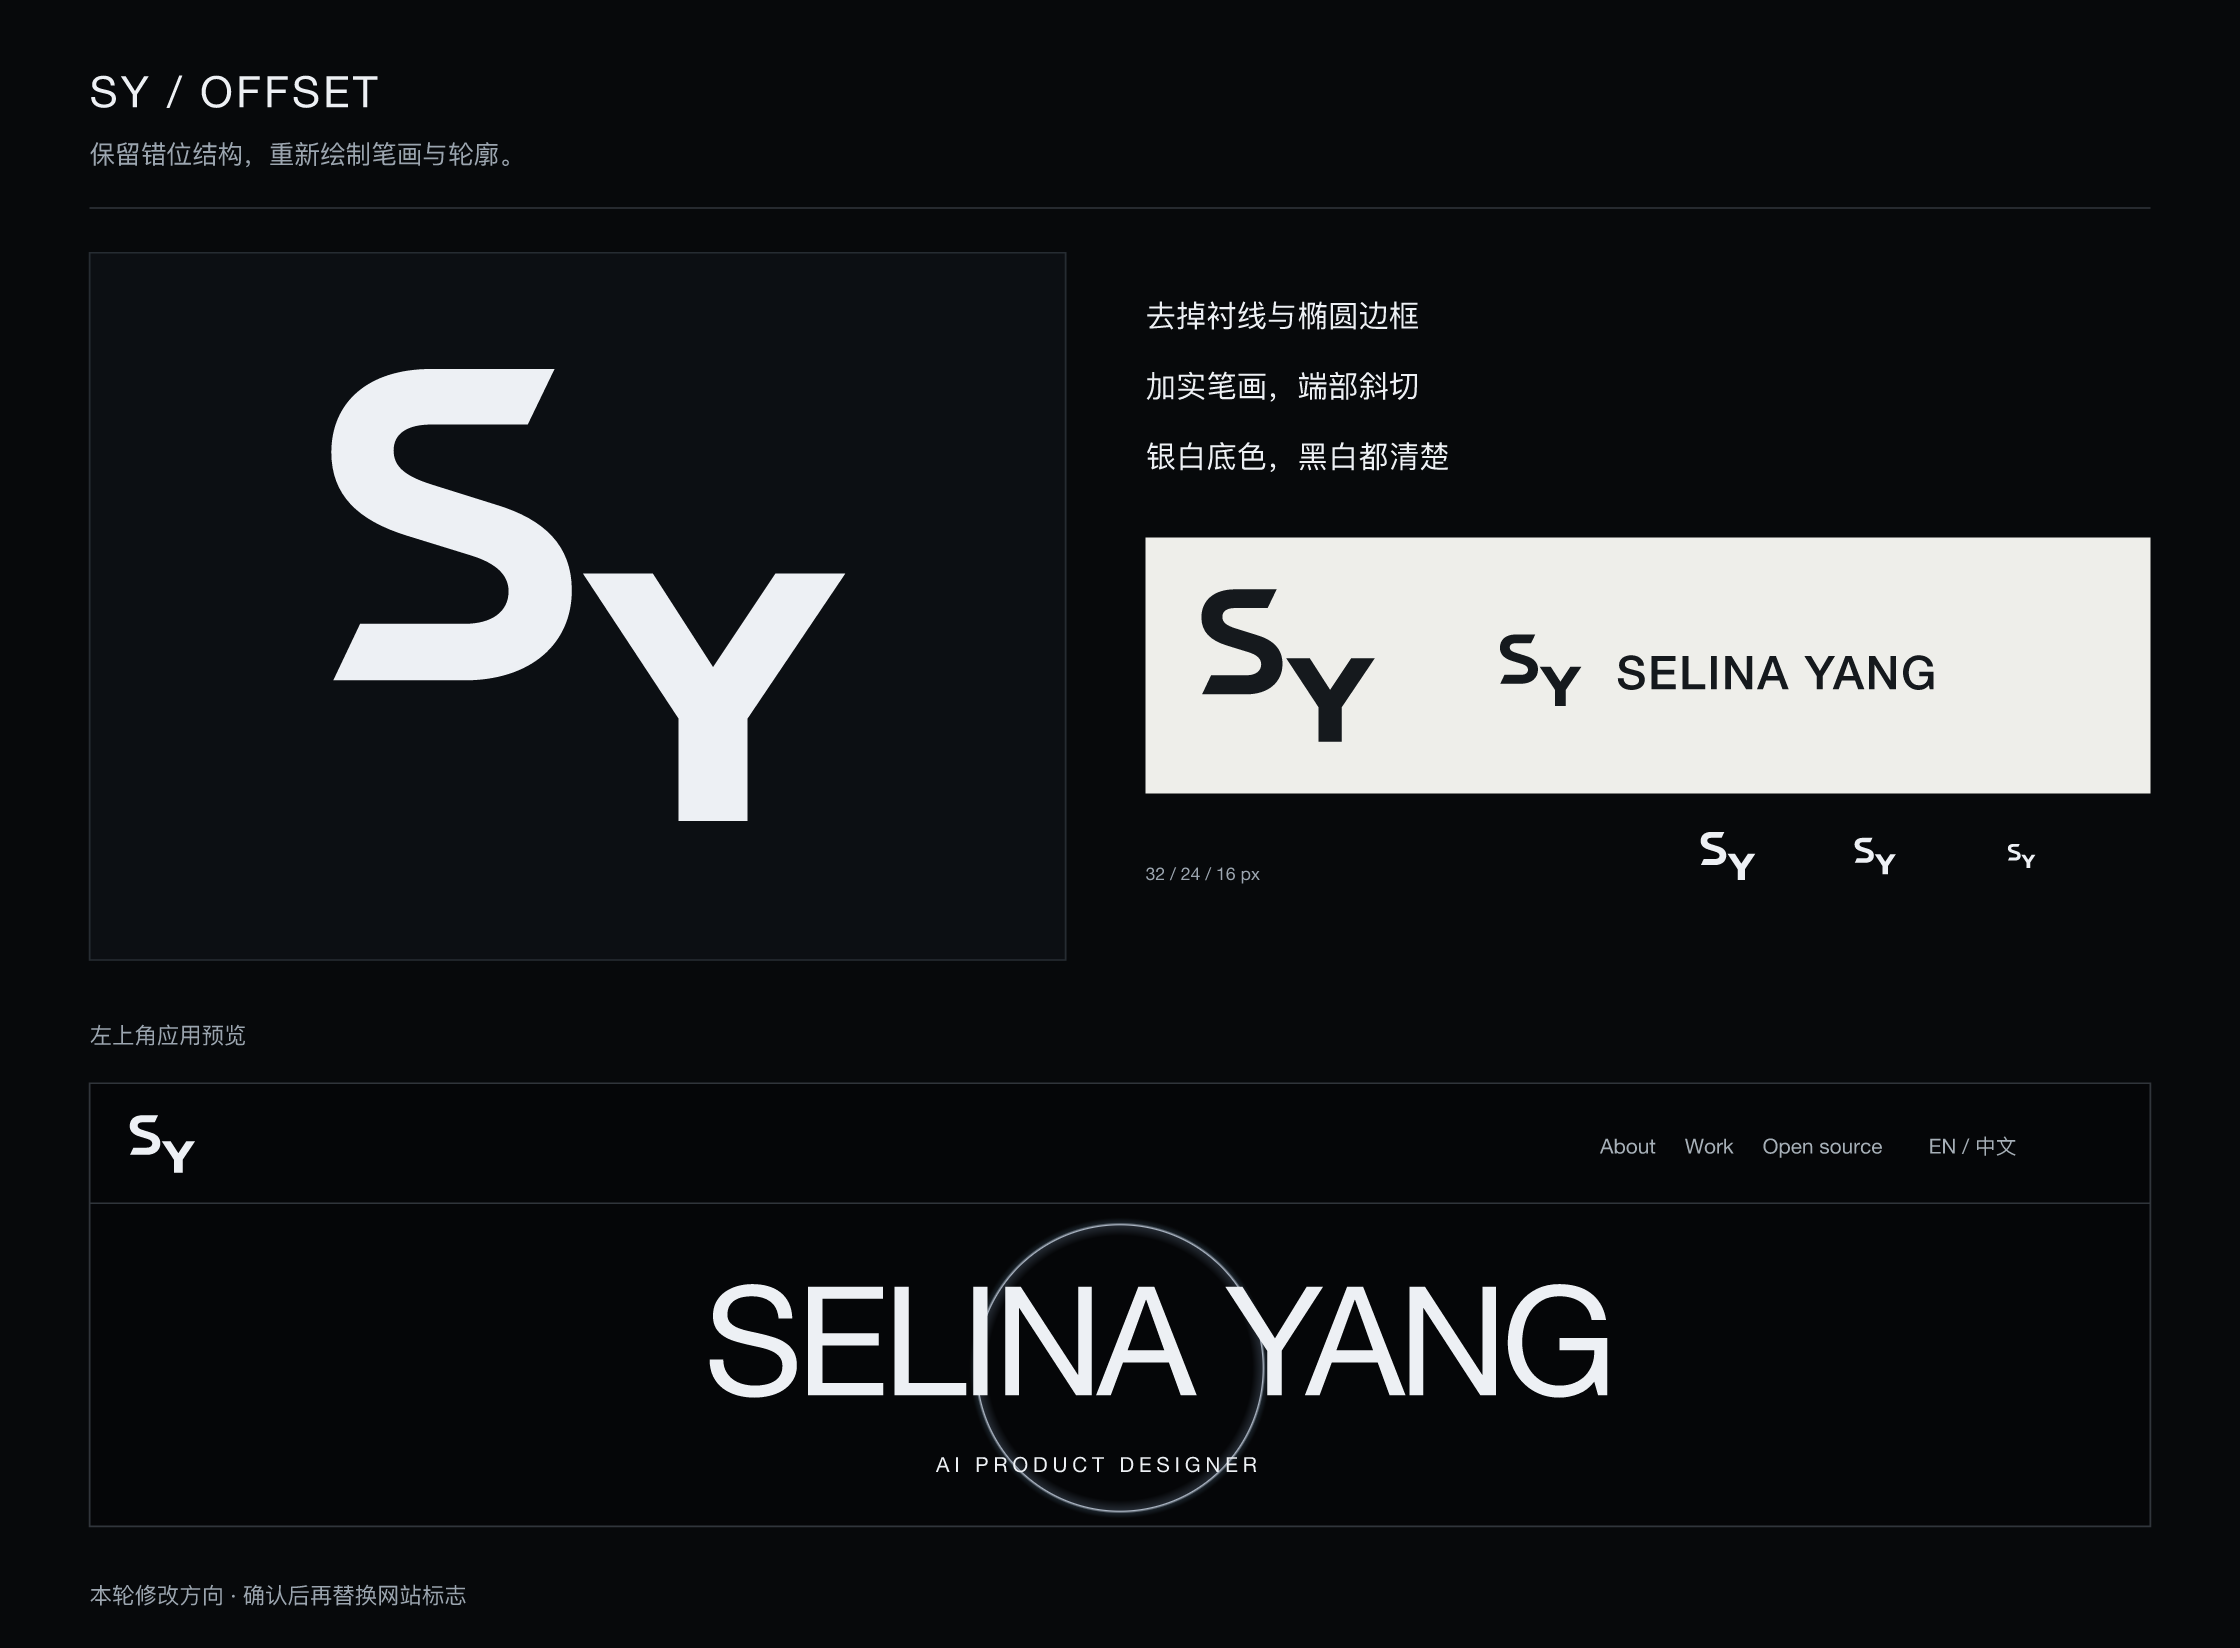 SY / OFFSET
保留错位结构，重新绘制笔画与轮廓。
SY
去掉衬线与椭圆边框
加实笔画，端部斜切
银白底色，黑白都清楚
SY
SY SELINA YANG
32 / 24 / 16 px
SY SY SY
左上角应用预览
SY
About Work Open source EN / 中文
SELINA YANG
AI PRODUCT DESIGNER
本轮修改方向 · 确认后再替换网站标志